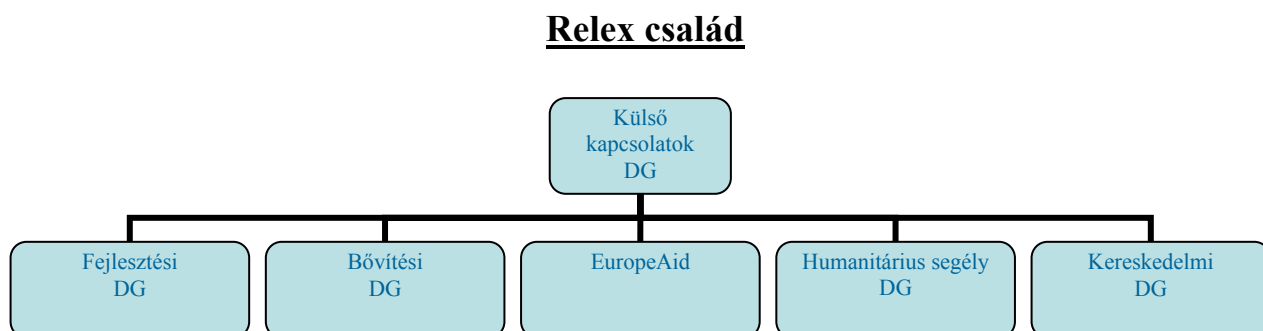 Relex család
Külső
kapcsolatok
DG
Fejlesztési
DG
Bővítési
DG
EuropeAid
Humanitárius segély
DG
Kereskedelmi
DG